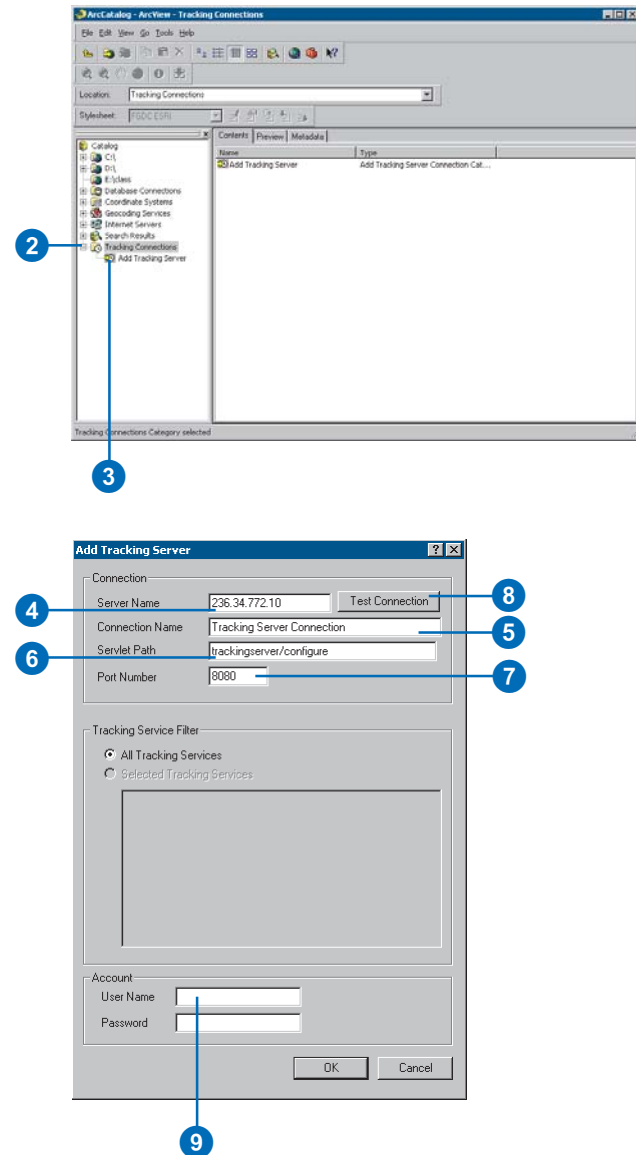 ArcCatalog - ArcView - Tracking Connections
File Edit View Go Tools Help
Location: Tracking Connections
Stylesheet: FGDC ESRI
Contents Preview Metadata
Catalog
C:\
D:\
E:\class
Database Connections
Coordinate Systems
Geocoding Services
Internet Servers
Search Results
Tracking Connections
Add Tracking Server
Name Type
Add Tracking Server Add Tracking Server Connection Cat....
Tracking Connections Category selected
2
3
Add Tracking Server
Connection
Server Name 236.34.772.10 Test Connection
Connection Name Tracking Server Connection
Servlet Path trackingserver/configure
Port Number 8080
4
5
6
7
8
Tracking Service Filter
All Tracking Services
Selected Tracking Services
Account
User Name
Password
OK Cancel
9